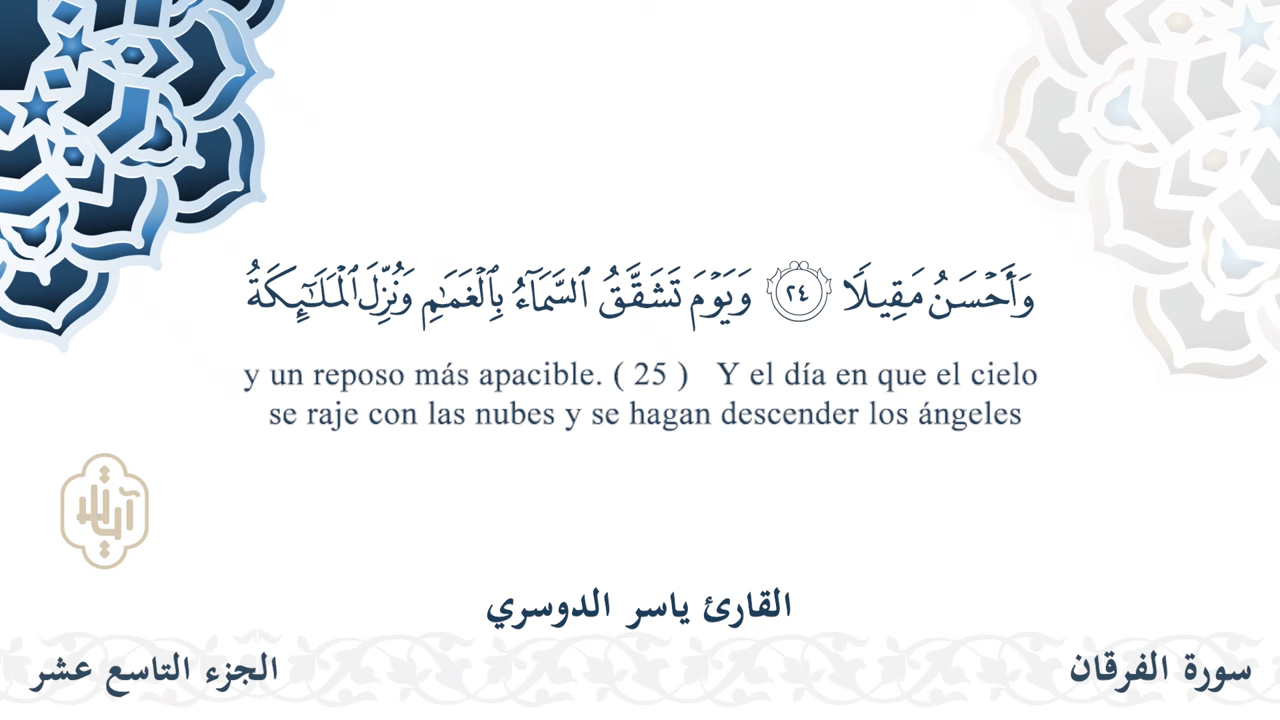 وَأَحْسَنُ مَقِيلًا ٢٤ وَيَوْمَ تَشَقَّقُ ٱلسَّمَآءُ بِٱلْغَمَـٰمِ وَنُزِّلَ ٱلْمَلَـٰٓئِكَةُ
y un reposo más apacible. ( 25 ) Y el día en que el cielo
se raje con las nubes y se hagan descender los ángeles
القارئ ياسر الدوسري
سورة الفرقان
الجزء التاسع عشر